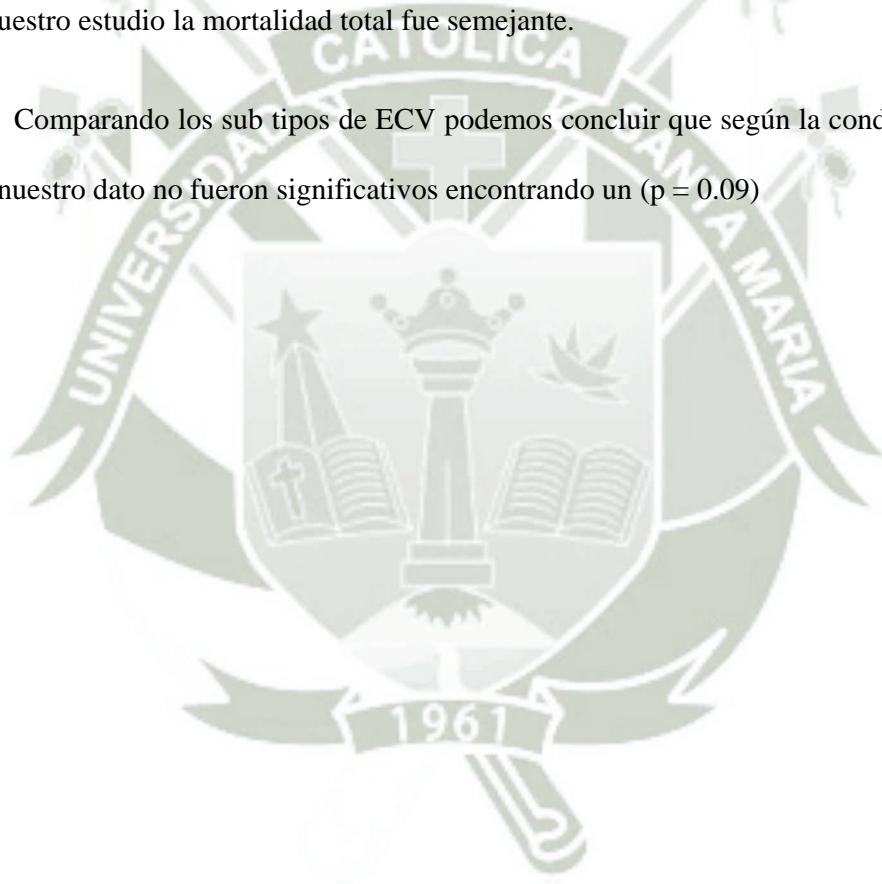 uestro estudio la mortalidad total fue semejante.
Comparando los sub tipos de ECV podemos concluir que según la cond
nuestro dato no fueron significativos encontrando un (p = 0.09)
UNIVERSIDAD CATOLICA SANTA MARIA
1961